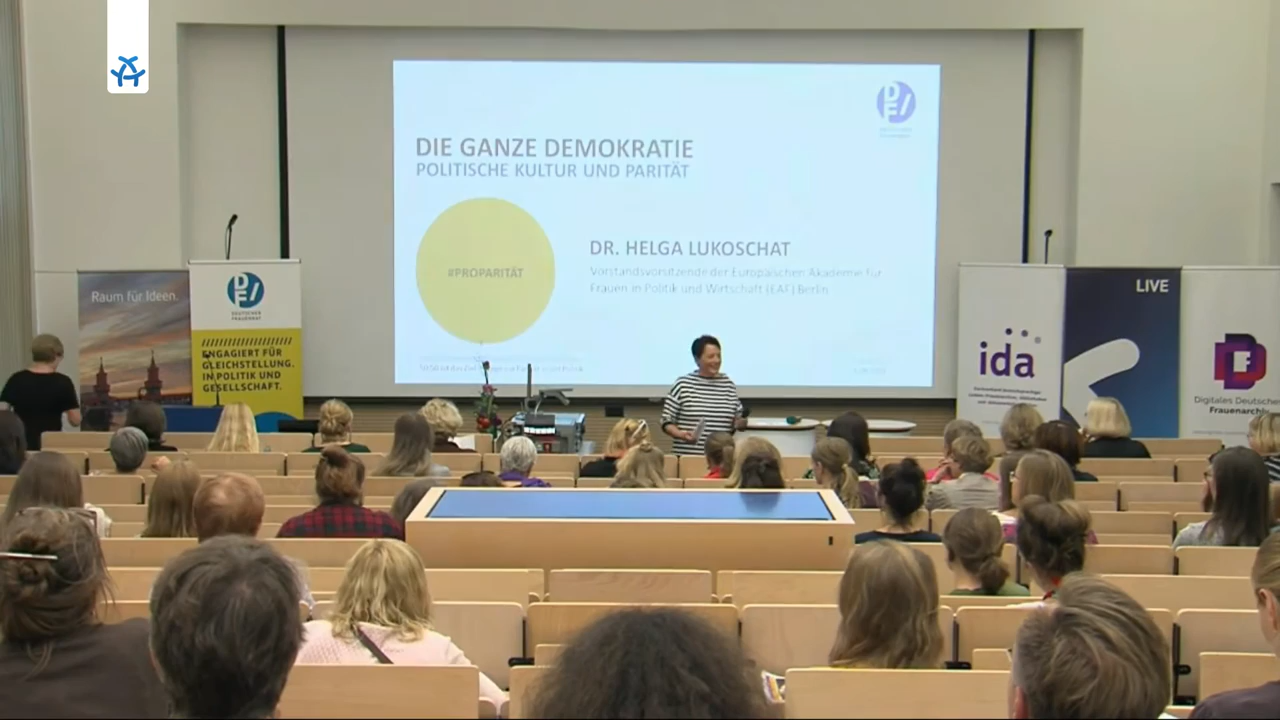 DIE GANZE DEMOKRATIE
POLITISCHE KULTUR UND PARITÄT
#PROPARITÄT
DR. HELGA LUKOSCHAT
Vorstandsvorsitzende der Europäischen Akademie für
Frauen in Politik und Wirtschaft (EAF) Berlin
Raum für Ideen.
DF/
DEUTSCHER
FRAUENRAT
ENGAGIERT FÜR
GLEICHSTELLUNG.
IN POLITIK UND
GESELLSCHAFT.
ida
LIVE
Digitales Deutsches
Frauenarchiv